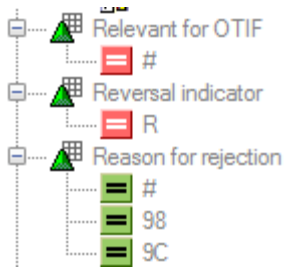 Relevant for OTIF
#
Reversal indicator
R
Reason for rejection
#
98
9C